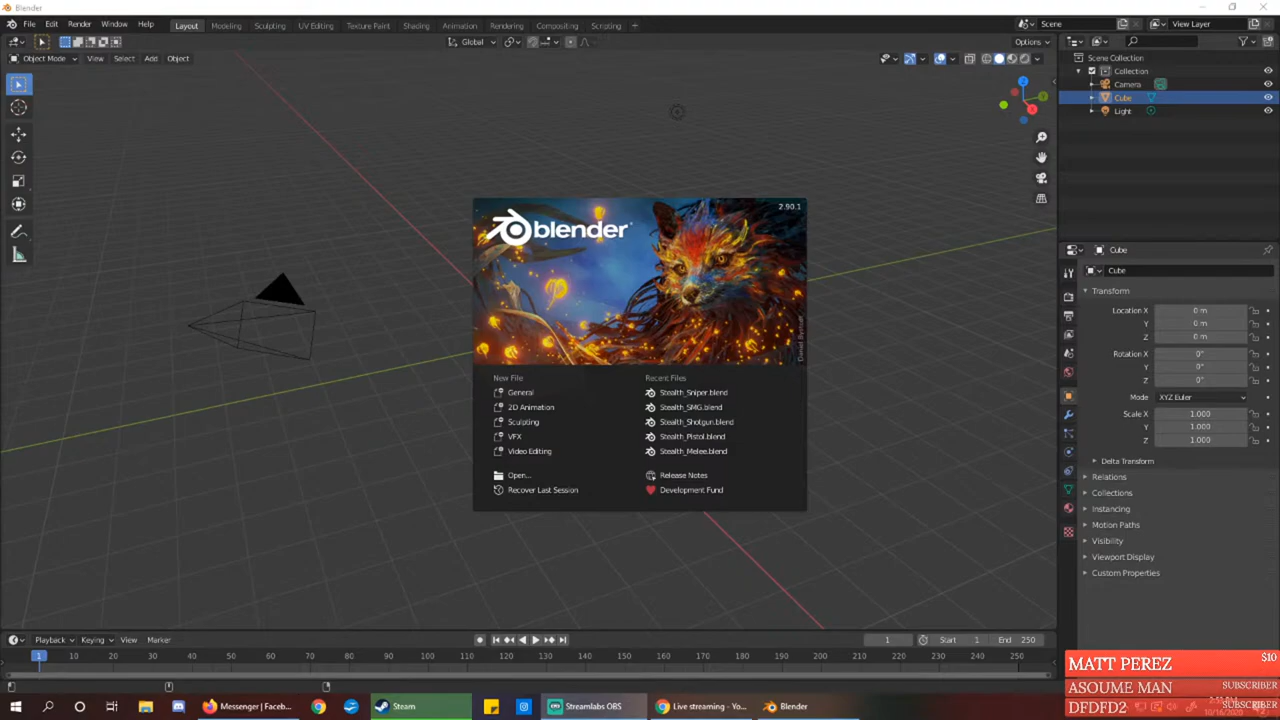 Blender
File Edit Render Window Help
Layout Modeling Sculpting UV Editing Texture Paint Shading Animation Rendering Compositing Scripting +
Scene
View Layer
Global
Options
Object Mode View Select Add Object
Scene Collection
Collection
Camera
Cube
Light
blender
2.90.1
New File
General
2D Animation
Sculpting
VFX
Video Editing
Open...
Recover Last Session
Recent Files
Stealth_Sniper.blend
Stealth_SMG.blend
Stealth_Shotgun.blend
Stealth_Pistol.blend
Stealth_Melee.blend
Release Notes
Development Fund
Cube
Cube
Transform
Location X 0 m
Y 0 m
Z 0 m
Rotation X 0°
Y 0°
Z 0°
Mode XYZ Euler
Scale X 1.000
Y 1.000
Z 1.000
Delta Transform
Relations
Collections
Instancing
Motion Paths
Visibility
Viewport Display
Custom Properties
Playback Keying View Marker
1 Start 1 End 250
1 10 20 30 40 50 60 70 80 90 100 110 120 130 140 150 160 170 180 190 200 210 220 230 240 250
MATT PEREZ $10
ASOUME MAN SUBSCRIBER
DFDFD2 SUBSCRIBER
Messenger | Faceb...
Steam
Streamlabs OBS
Live streaming - Yo...
Blender
10/16/2020